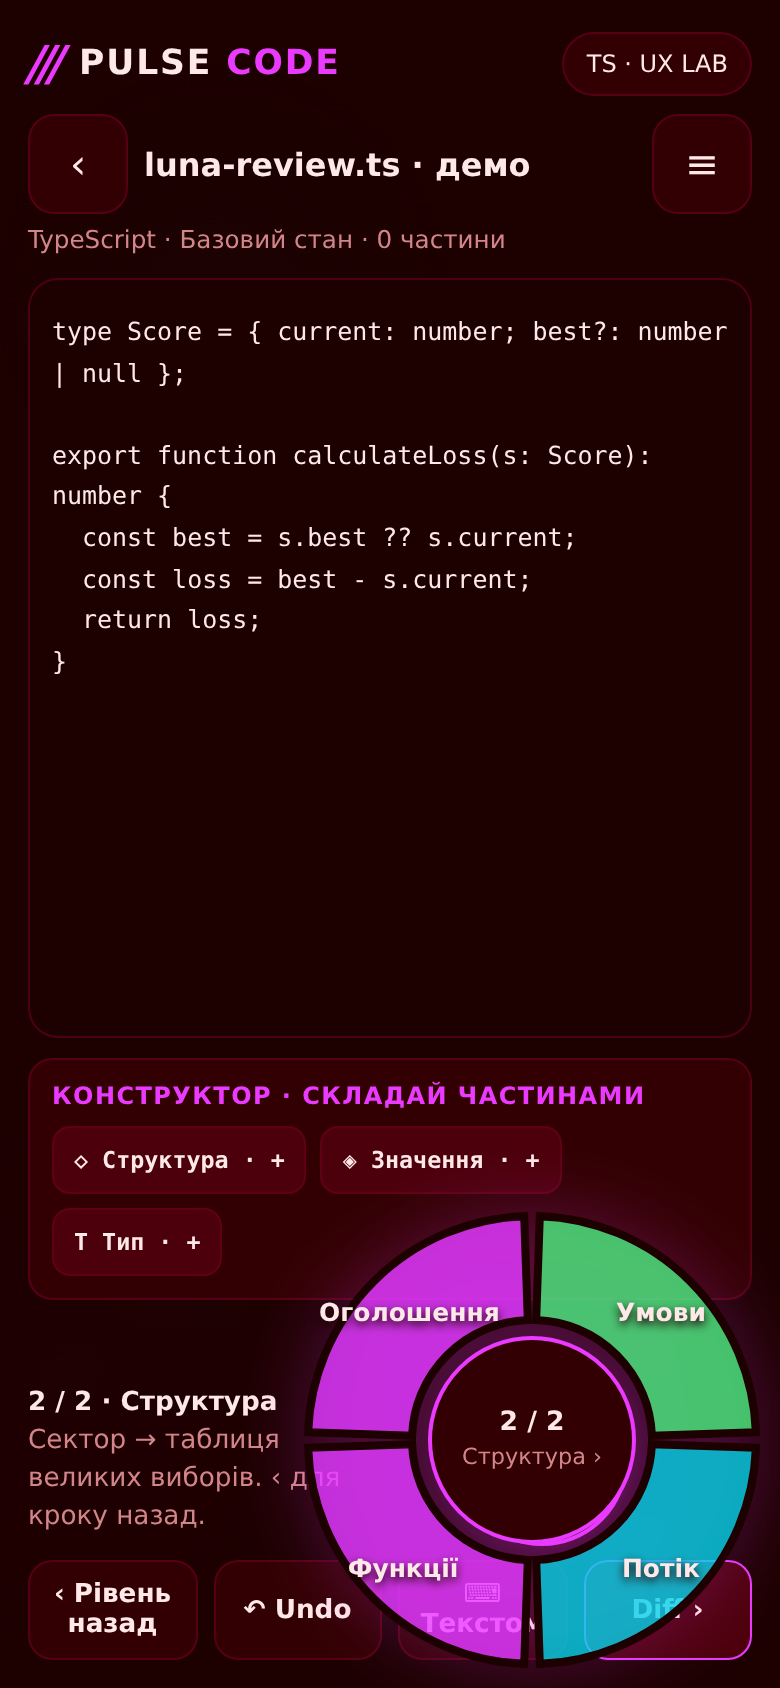 /// PULSE CODE
TS · UX LAB
‹
luna-review.ts · демо
≡
TypeScript · Базовий стан · 0 частини
type Score = { current: number; best?: number
| null };
export function calculateLoss(s: Score):
number {
const best = s.best ?? s.current;
const loss = best - s.current;
return loss;
}
КОНСТРУКТОР · СКЛАДАЙ ЧАСТИНАМИ
◇ Структура · +
◈ Значення · +
T Тип · +
Оголошення
Умови
2 / 2
Структура ›
Функції
Потік
2 / 2 · Структура
Сектор → таблиця
великих виборів. ‹ для
кроку назад.
‹ Рівень
назад
↶ Undo
⌨
Текстом
Diff ›